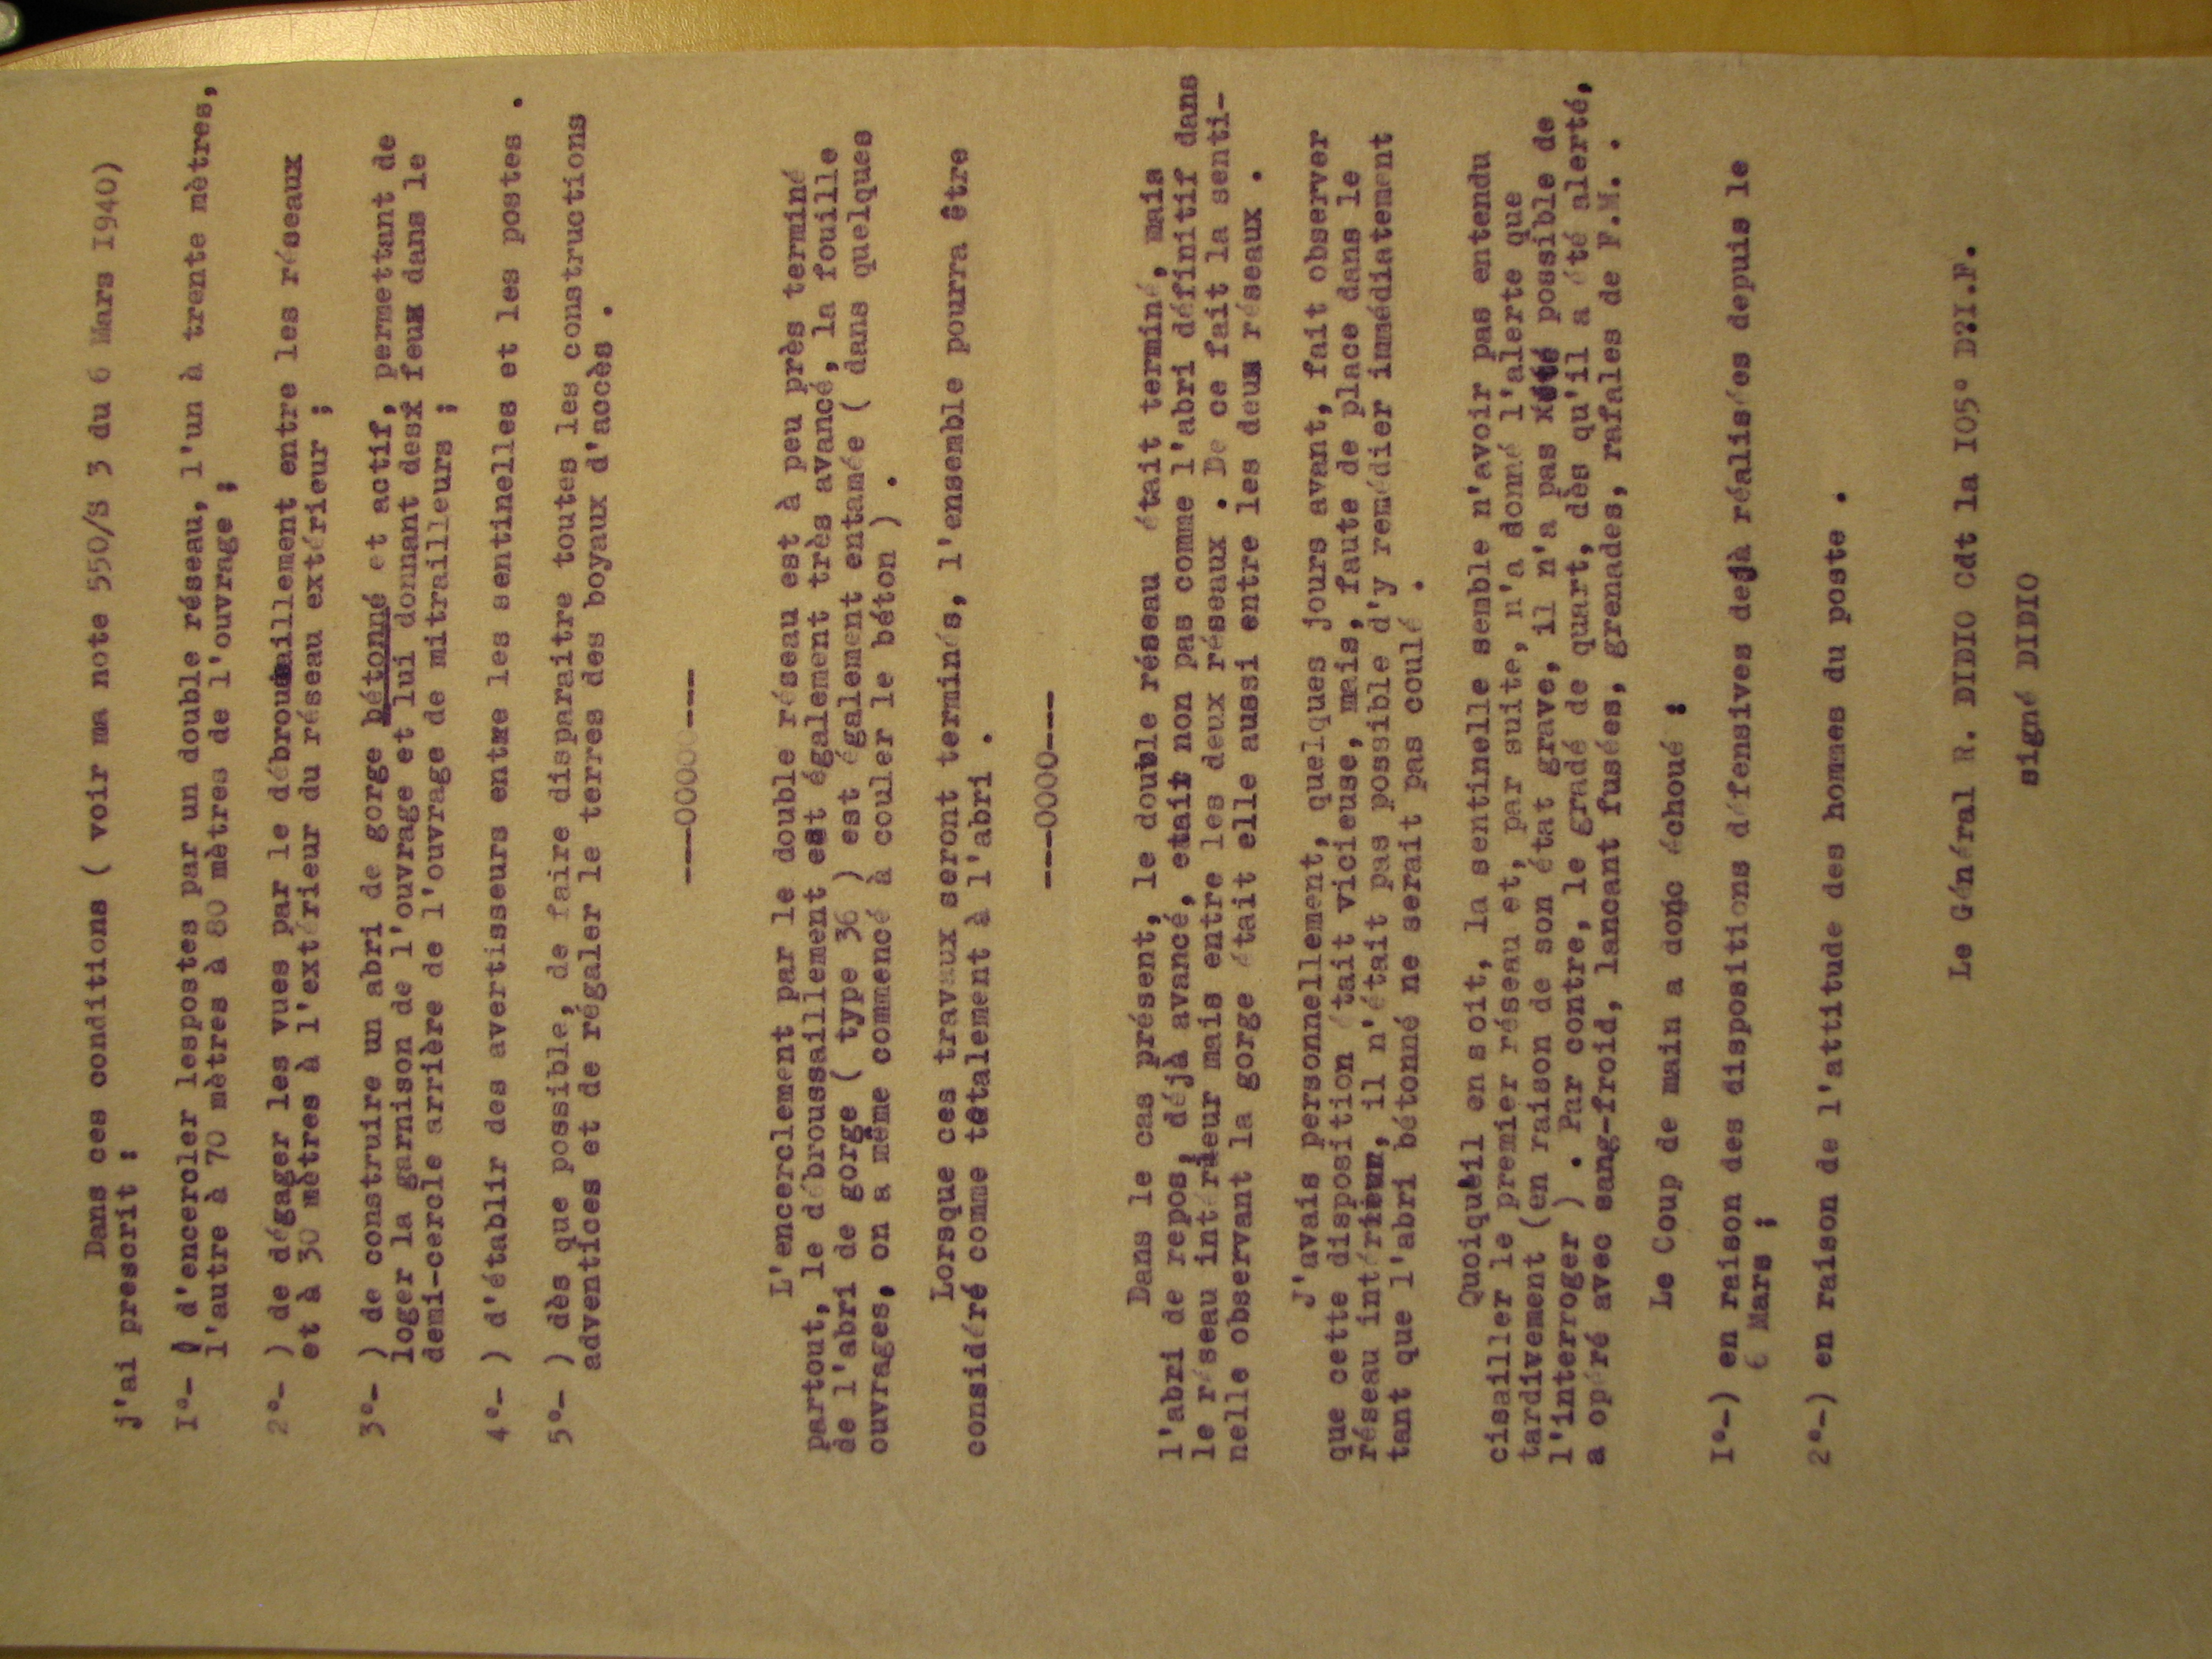 Dans ces conditions ( voir ma note 550/S 3 du 6 Mars I940)
j'ai prescrit :
I°- ) d'encercler lespostes par un double réseau, l'un à trente mètres,
l'autre à 70 mètres à 80 mètres de l'ouvrage ;
2°- ) de dégager les vues par le débrousaillement entre les réseaux
et à 30 mètres à l'extérieur du réseau extérieur ;
3°- ) de construire un abri de gorge bétonné et actif, permettant de
loger la garnison de l'ouvrage et lui donnant desx feux dans le
demi-cercle arrière de l'ouvrage de mitrailleurs ;
4°- ) d'établir des avertisseurs entre les sentinelles et les postes .
5°- ) dès que possible, de faire disparaitre toutes les constructions
adventices et de régaler le terres des boyaux d'accès .
----00000----
L'encerclement par le double réseau est à peu près terminé
partout, le débroussaillement est également très avancé, la fouille
de l'abri de gorge ( type 36 ) est également entamée ( dans quelques
ouvrages, on a même commencé à couler le béton ) .
Lorsque ces travaux seront terminés, l'ensemble pourra être
considéré comme têtalement à l'abri .
----0000----
Dans le cas présent, le double réseau était terminé, mais
l'abri de repos, déjà avancé, etait non pas comme l'abri définitif dans
le réseau intérieur mais entre les deux réseaux . De ce fait la senti-
nelle observant la gorge était elle aussi entre les deux réseaux .
J'avais personnellement, quelques jours avant, fait observer
que cette disposition était vicieuse, mais, faute de place dans le
réseau intérieur, il n'était pas possible d'y remédier immédiatement
tant que l'abri bétonné ne serait pas coulé .
Quoiqu'il en soit, la sentinelle semble n'avoir pas entendu
cisailler le premier réseau et, par suite, n'a donné l'alerte que
tardivement (en raison de son état grave, il n'a pas été possible de
l'interroger ) . Par contre, le gradé de quart, dès qu'il a été alerté,
a opéré avec sang-froid, lancant fusées, grenades, rafales de F.M. .
Le Coup de main a donc échoué :
I°-) en raison des dispositions défensives dejà réalisées depuis le
6 Mars ;
2°-) en raison de l'attitude des hommes du poste .
Le Général R. DIDIO Cdt la I05° D?I.F.
signé DIDIO